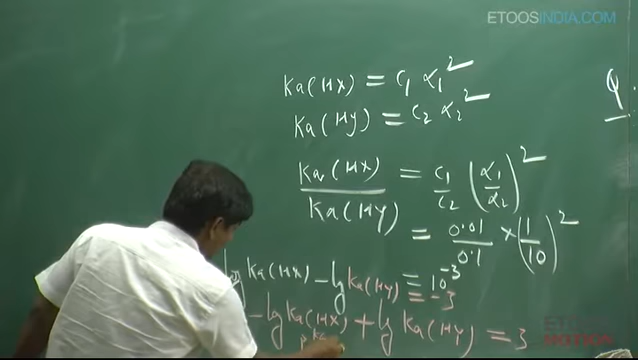 ETOOSINDIA.COM
Ka(HX) = C₁ α₁²
Q.
Ka(Hy) = C₂ α₂²
Ka(HX) / Ka(HY) = C₁/C₂ (α₁/α₂)²
= 0.01/0.1 × (1/10)²
log Ka(HX) - log Ka(HY) = 10⁻³
= -3
- log Ka(HX) + log Ka(HY) = 3